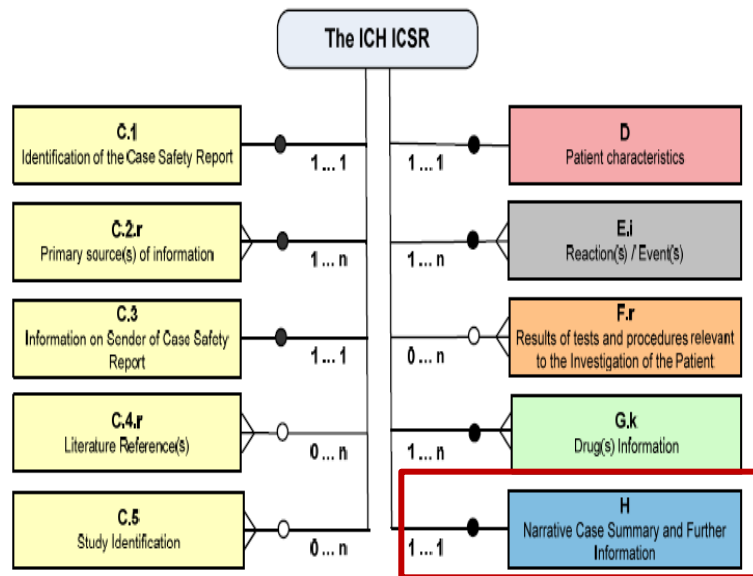 The ICH ICSR
C.1
Identification of the Case Safety Report
1 ... 1
C.2.r
Primary source(s) of information
1 ... n
C.3
Information on Sender of Case Safety
Report
1 ... 1
C.4.r
Literature Reference(s)
0 ... n
C.5
Study Identification
0 ... n
D
Patient characteristics
1 ... 1
E.i
Reaction(s) / Event(s)
1 ... n
F.r
Results of tests and procedures relevant
to the Investigation of the Patient
0 ... n
G.k
Drug(s) Information
1 ... n
H
Narrative Case Summary and Further
Information
1 ... 1